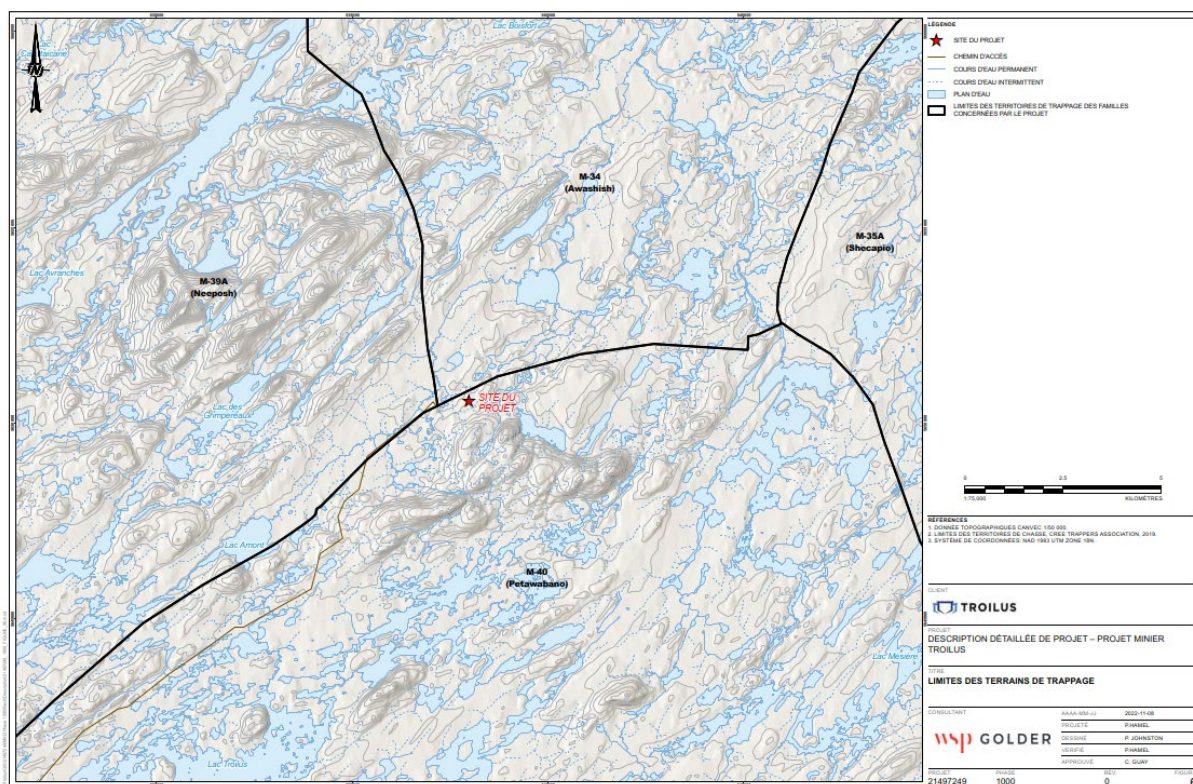 Lac Boisfort
N
M-34
(Awashish)
M-35A
(Shecapio)
Lac Avranches
M-39A
(Neeposh)
SITE DU
PROJET
Lac des
Grimpereaux
Lac Amont
M-40
(Petawabano)
Lac Mesière
Lac Troilus
LÉGENDE
SITE DU PROJET
CHEMIN D'ACCÈS
COURS D'EAU PERMANENT
COURS D'EAU INTERMITTENT
PLAN D'EAU
LIMITES DES TERRITOIRES DE TRAPPAGE DES FAMILLES
CONCERNÉES PAR LE PROJET
0 2.5 5
1:75,000 KILOMÈTRES
RÉFÉRENCES
1. DONNÉE TOPOGRAPHIQUES CANVEC 1/50 000.
2. LIMITES DES TERRITOIRES DE CHASSE, CREE TRAPPERS ASSOCIATION, 2019.
3. SYSTÈME DE COORDONNÉES: NAD 1983 UTM ZONE 18N.
CLIENT
TROILUS
PROJET
DESCRIPTION DÉTAILLÉE DE PROJET – PROJET MINIER
TROILUS
TITRE
LIMITES DES TERRAINS DE TRAPPAGE
CONSULTANT
wsp GOLDER
AAAA-MM-JJ 2022-11-08
PROJETÉ P.HAMEL
DESSINÉ P. JOHNSTON
VÉRIFIÉ P.HAMEL
APPROUVÉ C. GUAY
PROJET PHASE RÉV. FIGURE
21497249 1000 0